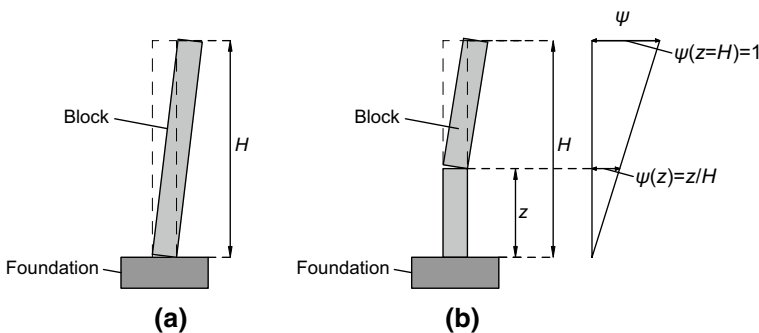 ψ
ψ(z=H)=1
Block
H
Block
H
ψ(z)=z/H
z
Foundation
Foundation
(a)
(b)